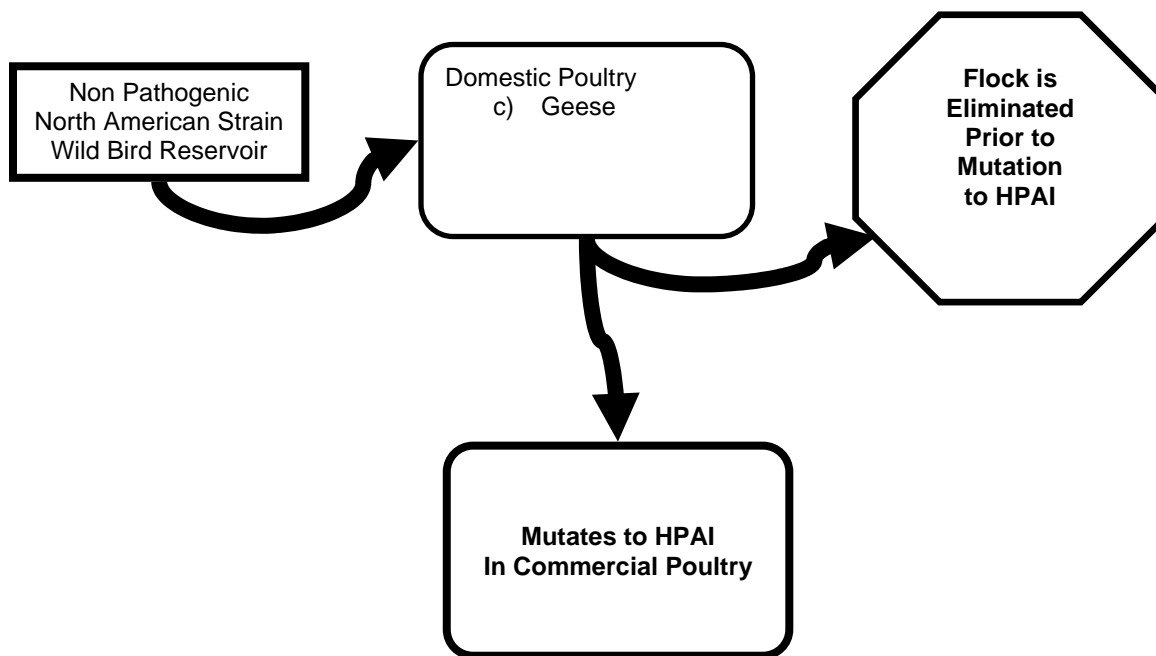 Non Pathogenic
North American Strain
Wild Bird Reservoir
Domestic Poultry
c) Geese
Flock is
Eliminated
Prior to
Mutation
to HPAI
Mutates to HPAI
In Commercial Poultry